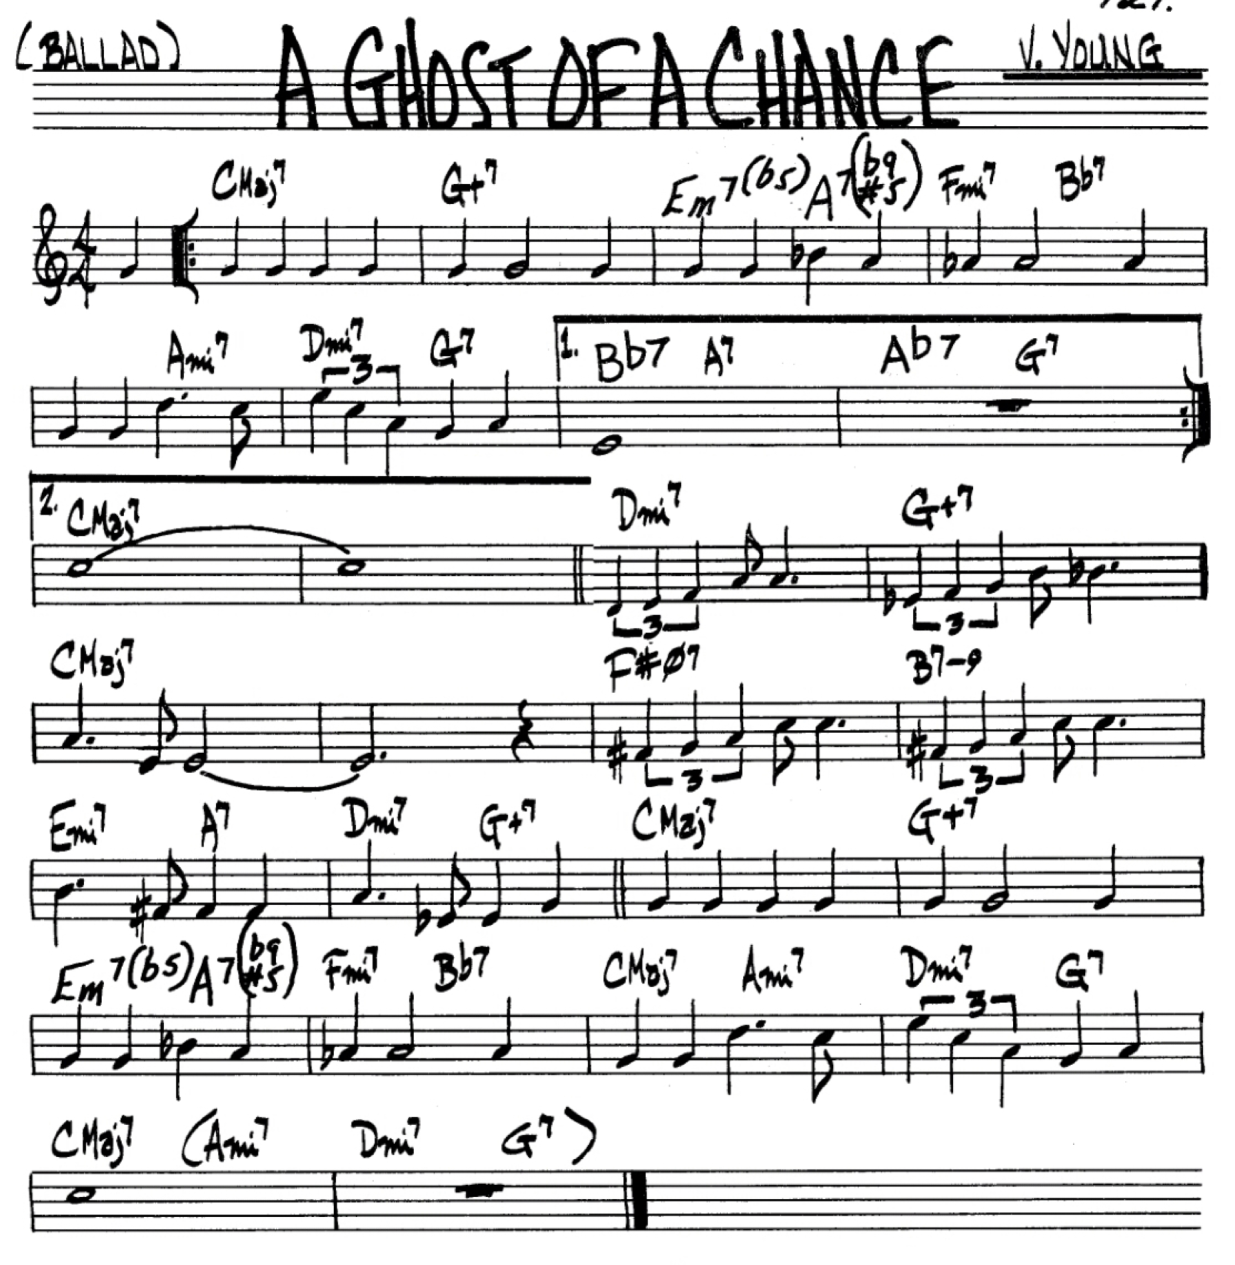 (BALLAD) A GHOST OF A CHANCE V. YOUNG
CMaj7 G+7 Em7(b5) A7(b9 #5) Fmi7 Bb7
4/4
Ami7 Dmi7 3 G7 1. Bb7 A7 Ab7 G7
2. CMaj7 Dmi7 G+7
3 3
CMaj7 F#ø7 B7-9
3 3
Emi7 A7 Dmi7 G+7 CMaj7 G+7
Em7(b5) A7(b9 #5) Fmi7 Bb7 CMaj7 Ami7 Dmi7 3 G7
CMaj7 (Ami7 Dmi7 G7)